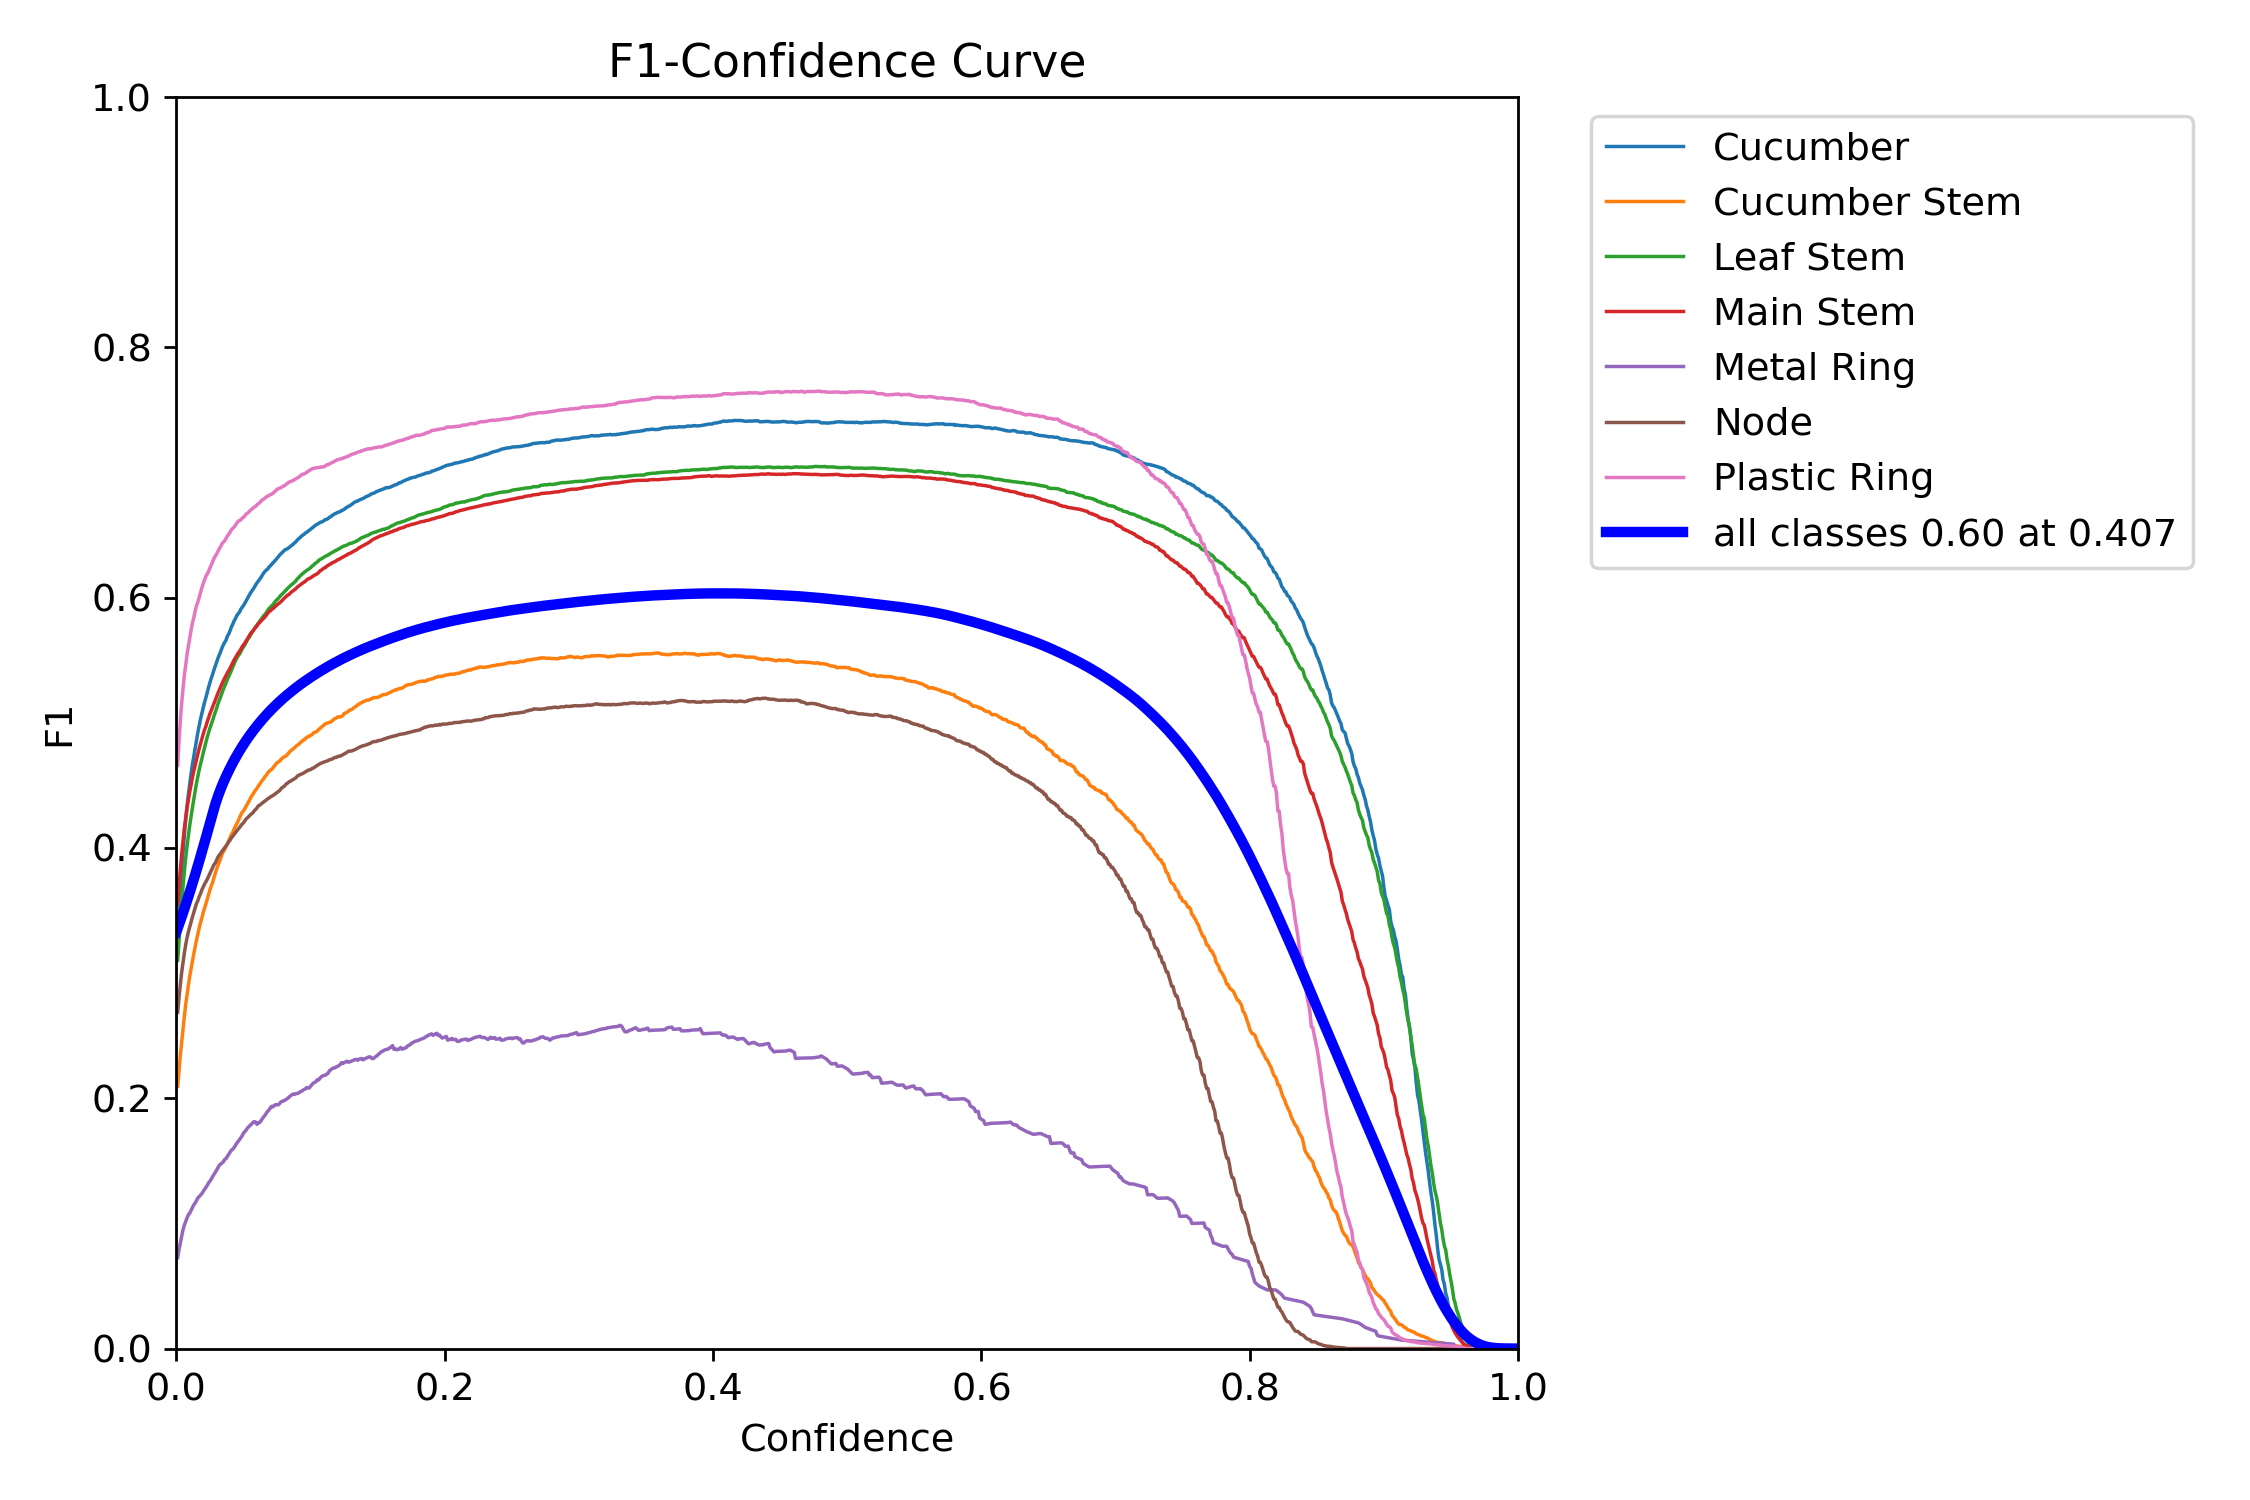 F1-Confidence Curve
1.0
0.8
0.6
0.4
0.2
0.0
F1
0.0 0.2 0.4 0.6 0.8 1.0
Confidence
Cucumber
Cucumber Stem
Leaf Stem
Main Stem
Metal Ring
Node
Plastic Ring
all classes 0.60 at 0.407